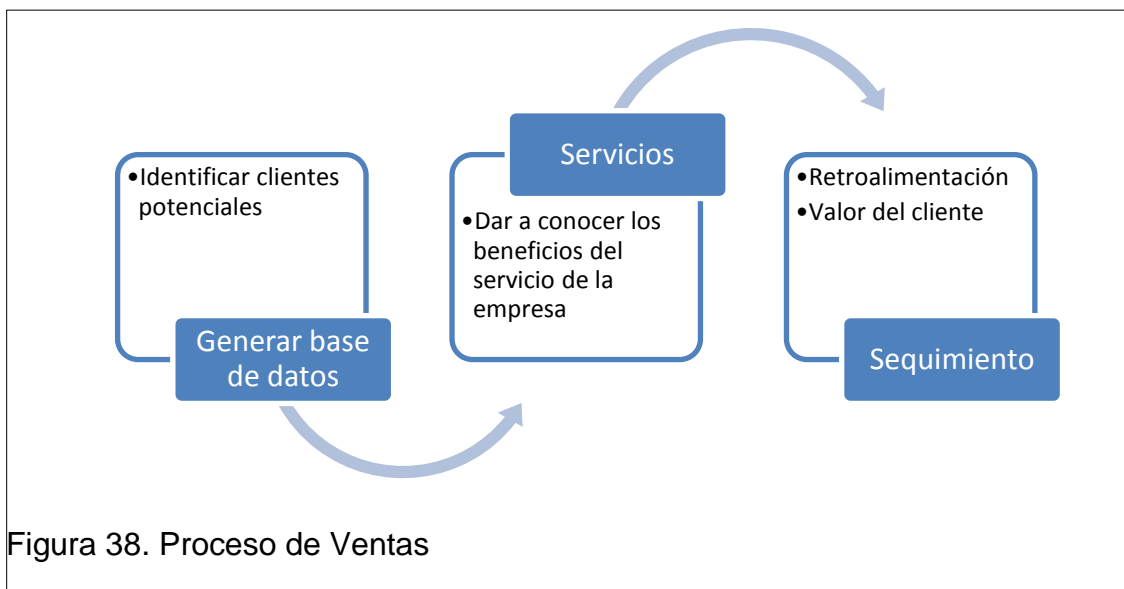 •Identificar clientes
potenciales
Generar base
de datos
Servicios
•Dar a conocer los
beneficios del
servicio de la
empresa
•Retroalimentación
•Valor del cliente
Sequimiento
Figura 38. Proceso de Ventas